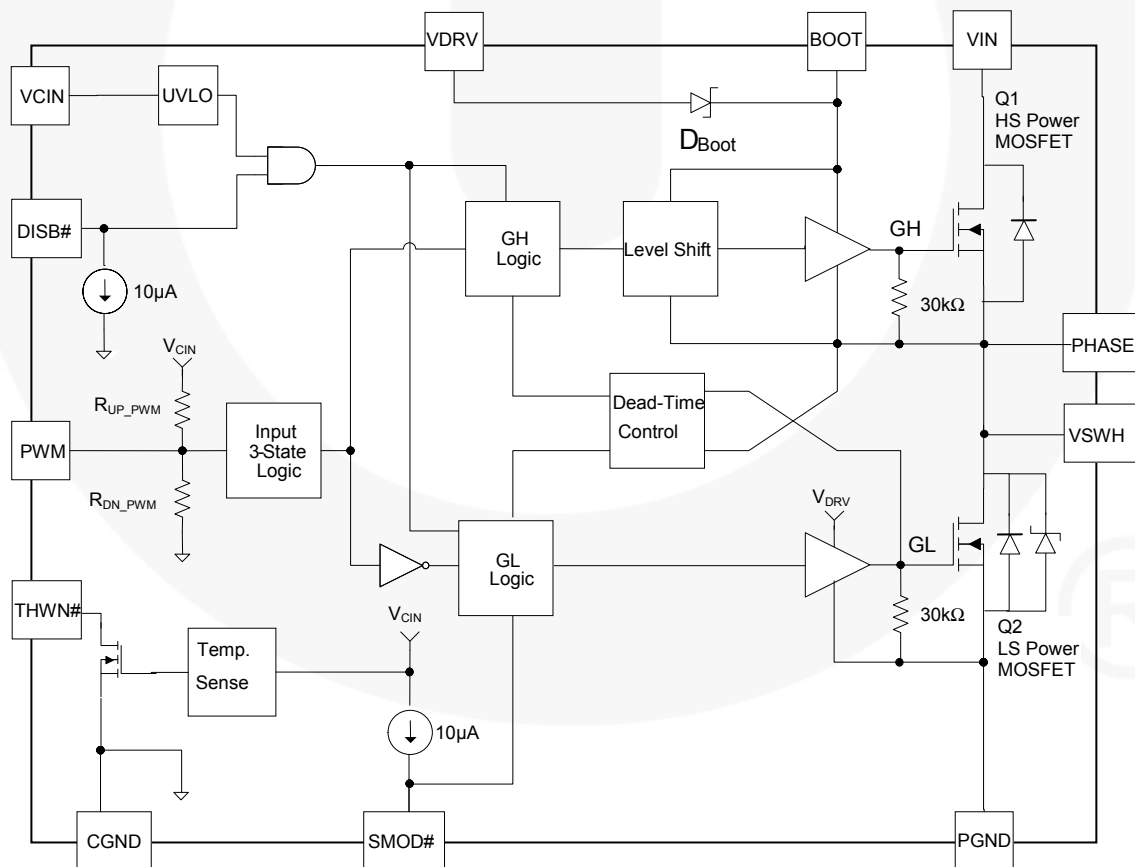 VDRV
BOOT
VIN
VCIN
UVLO
Q1
HS Power
MOSFET
DBoot
DISB#
GH
Logic
Level Shift
GH
10µA
30kΩ
VCIN
PHASE
RUP_PWM
Dead-Time
Control
PWM
Input
3-State
Logic
VSWH
RDN_PWM
VDRV
GL
GL
Logic
THWN#
VCIN
30kΩ
Q2
LS Power
MOSFET
Temp.
Sense
10µA
CGND
SMOD#
PGND
®